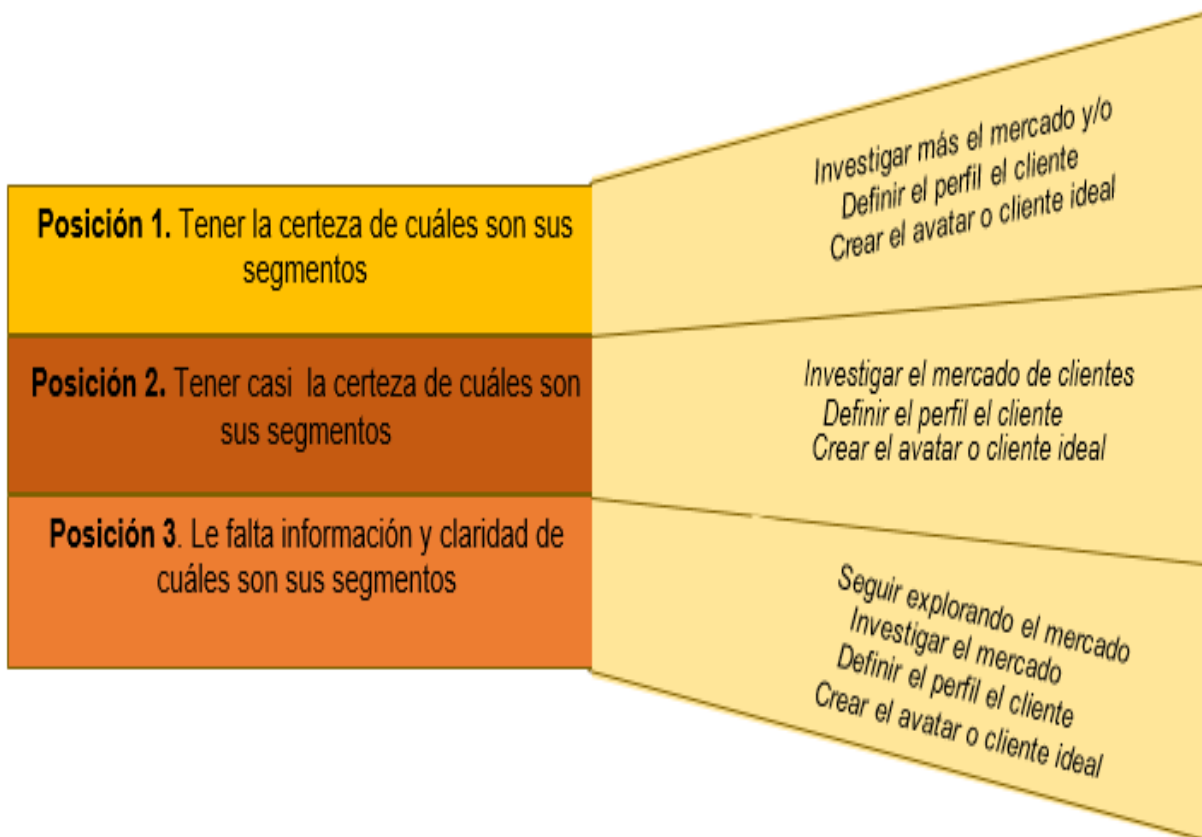 Posición 1. Tener la certeza de cuáles son sus
segmentos
Investigar más el mercado y/o
Definir el perfil el cliente
Crear el avatar o cliente ideal
Posición 2. Tener casi la certeza de cuáles son
sus segmentos
Investigar el mercado de clientes
Definir el perfil el cliente
Crear el avatar o cliente ideal
Posición 3. Le falta información y claridad de
cuáles son sus segmentos
Seguir explorando el mercado
Investigar el mercado
Definir el perfil el cliente
Crear el avatar o cliente ideal